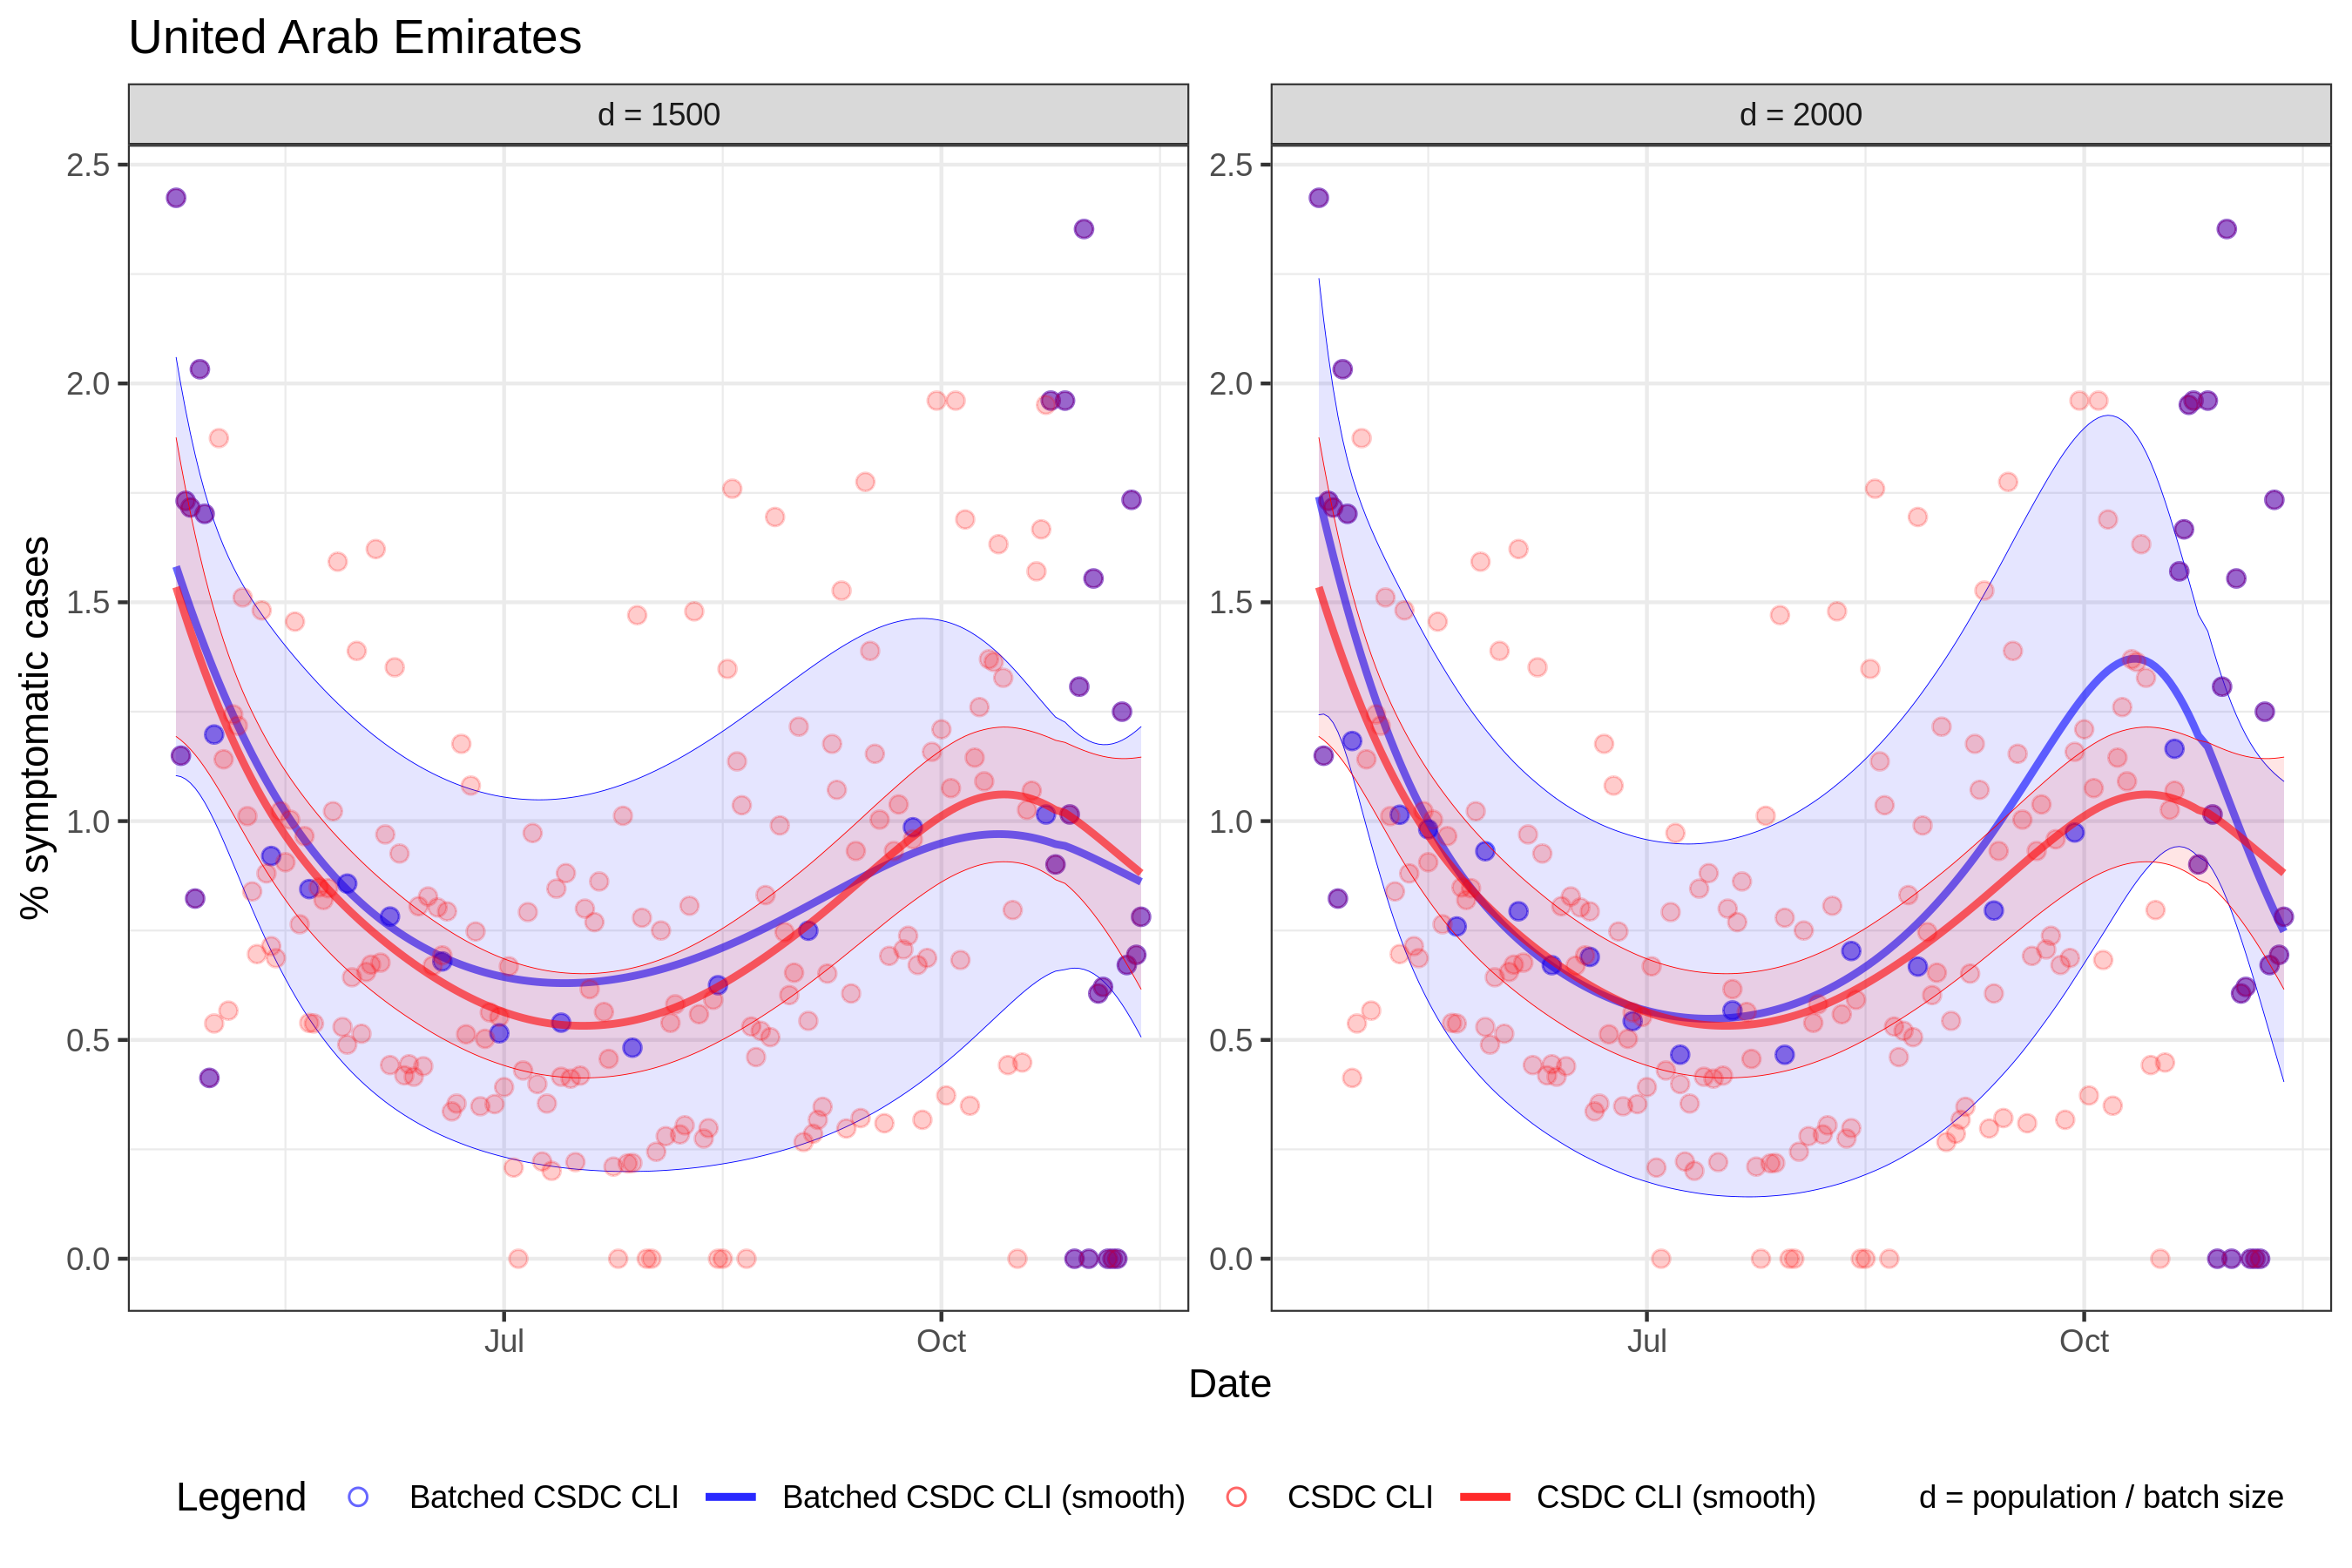 United Arab Emirates
d = 1500
d = 2000
% symptomatic cases
2.5
2.0
1.5
1.0
0.5
0.0
2.5
2.0
1.5
1.0
0.5
0.0
Jul
Oct
Jul
Oct
Date
Legend
Batched CSDC CLI
Batched CSDC CLI (smooth)
CSDC CLI
CSDC CLI (smooth)
d = population / batch size